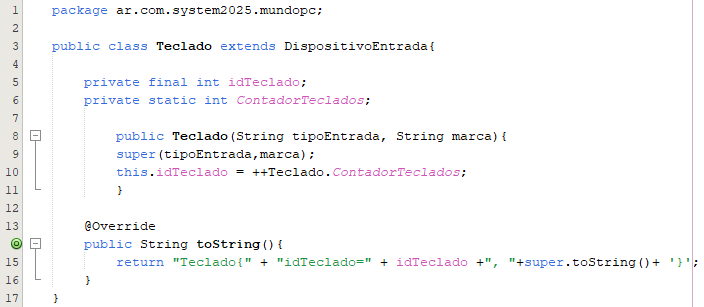 1 package ar.com.system2025.mundopc;
2
3 public class Teclado extends DispositivoEntrada{
4
5     private final int idTeclado;
6     private static int ContadorTeclados;
7
8         public Teclado(String tipoEntrada, String marca){
9         super(tipoEntrada,marca);
10         this.idTeclado = ++Teclado.ContadorTeclados;
11         }
12
13     @Override
14     public String toString(){
15         return "Teclado{" + "idTeclado=" + idTeclado +", "+super.toString()+ '}';
16     }
17 }